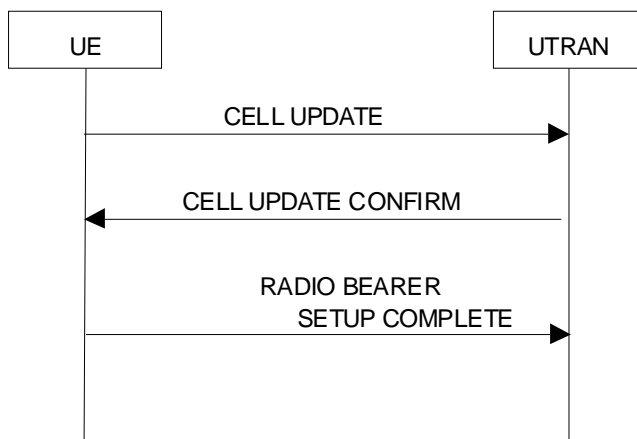 UE
UTRAN
CELL UPDATE
CELL UPDATE CONFIRM
RADIO BEARER
SETUP COMPLETE